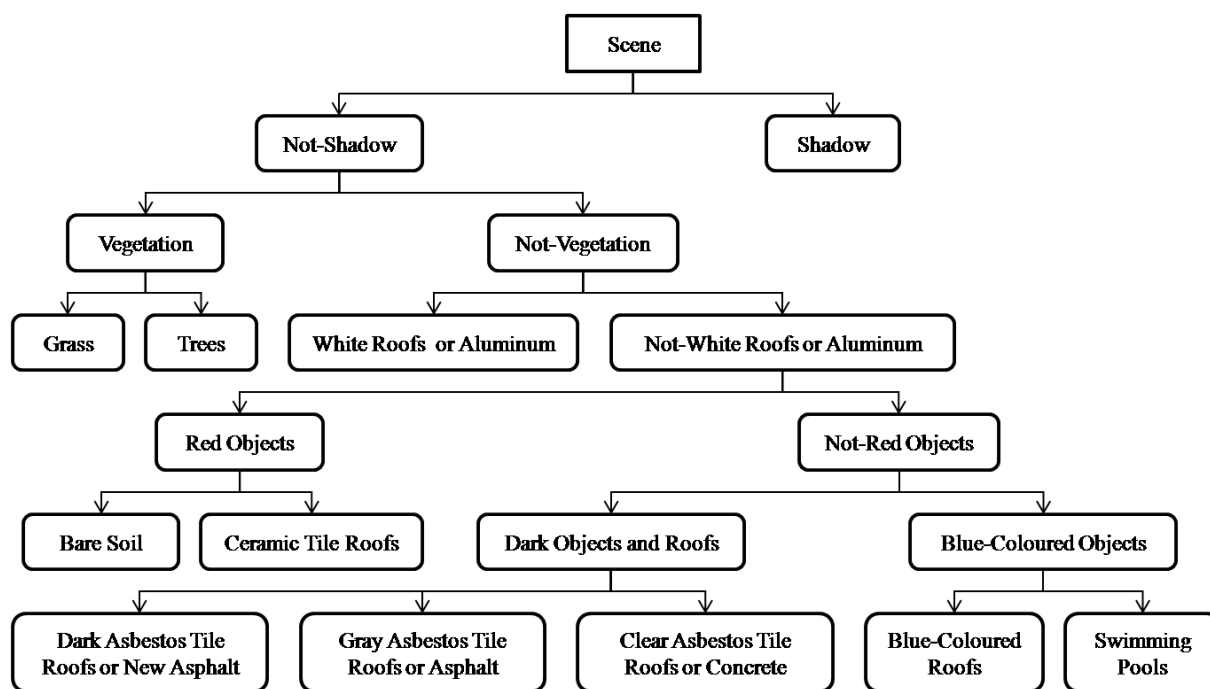 Scene
Not-Shadow
Shadow
Vegetation
Not-Vegetation
Grass
Trees
White Roofs or Aluminum
Not-White Roofs or Aluminum
Red Objects
Not-Red Objects
Bare Soil
Ceramic Tile Roofs
Dark Objects and Roofs
Blue-Coloured Objects
Dark Asbestos Tile
Roofs or New Asphalt
Gray Asbestos Tile
Roofs or Asphalt
Clear Asbestos Tile
Roofs or Concrete
Blue-Coloured
Roofs
Swimming
Pools